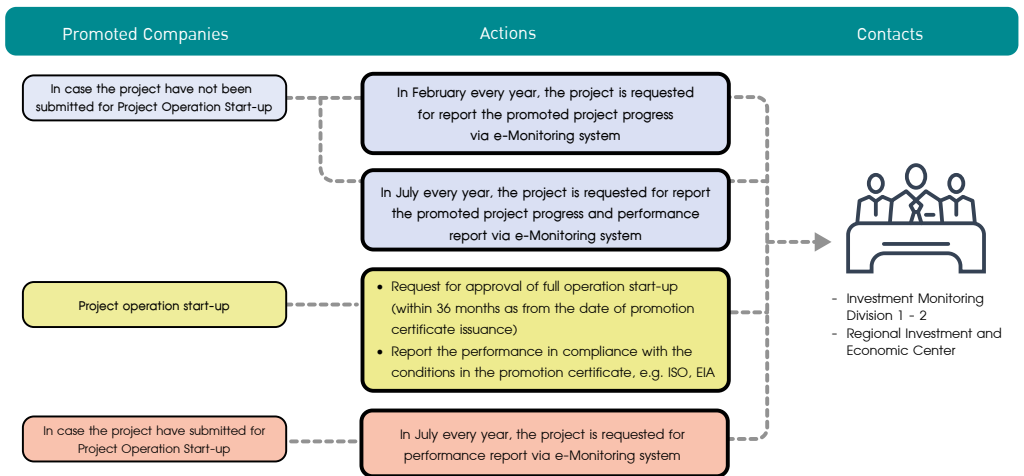 Promoted Companies
Actions
Contacts
In case the project have not been
submitted for Project Operation Start-up
In February every year, the project is requested
for report the promoted project progress
via e-Monitoring system
In July every year, the project is requested for report
the promoted project progress and performance
report via e-Monitoring system
Project operation start-up
• Request for approval of full operation start-up
(within 36 months as from the date of promotion
certificate issuance)
• Report the performance in compliance with the
conditions in the promotion certificate, e.g. ISO, EIA
In case the project have submitted for
Project Operation Start-up
In July every year, the project is requested for
performance report via e-Monitoring system
- Investment Monitoring
Division 1 - 2
- Regional Investment and
Economic Center